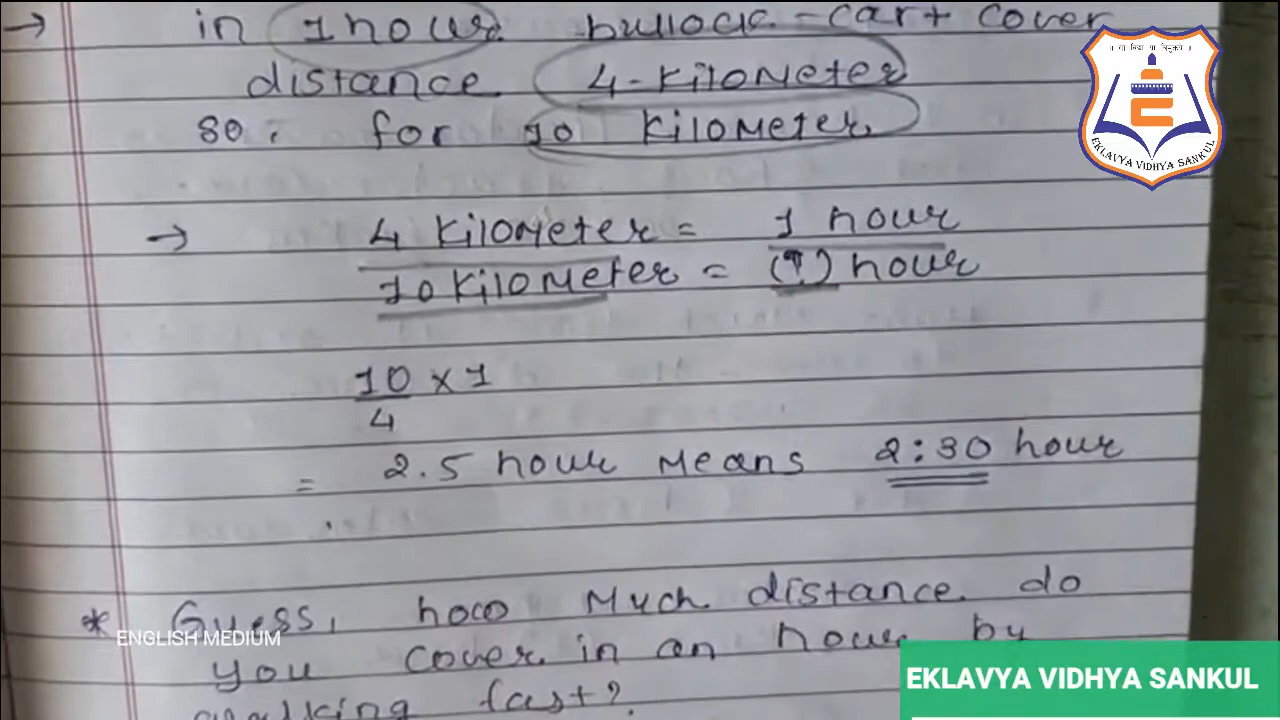 → in 1 hour bullock-cart cover
distance 4-kilometer
so, for 10 kilometer
→ 4 kilometer = 1 hour
10 kilometer = (?) hour
10 × 1
4
= 2.5 hour means 2:30 hour
* Guess, how much distance do
you cover in an hour by
walking fast?
ENGLISH MEDIUM
EKLAVYA VIDHYA SANKUL
EKLAVYA VIDHYA SANKUL